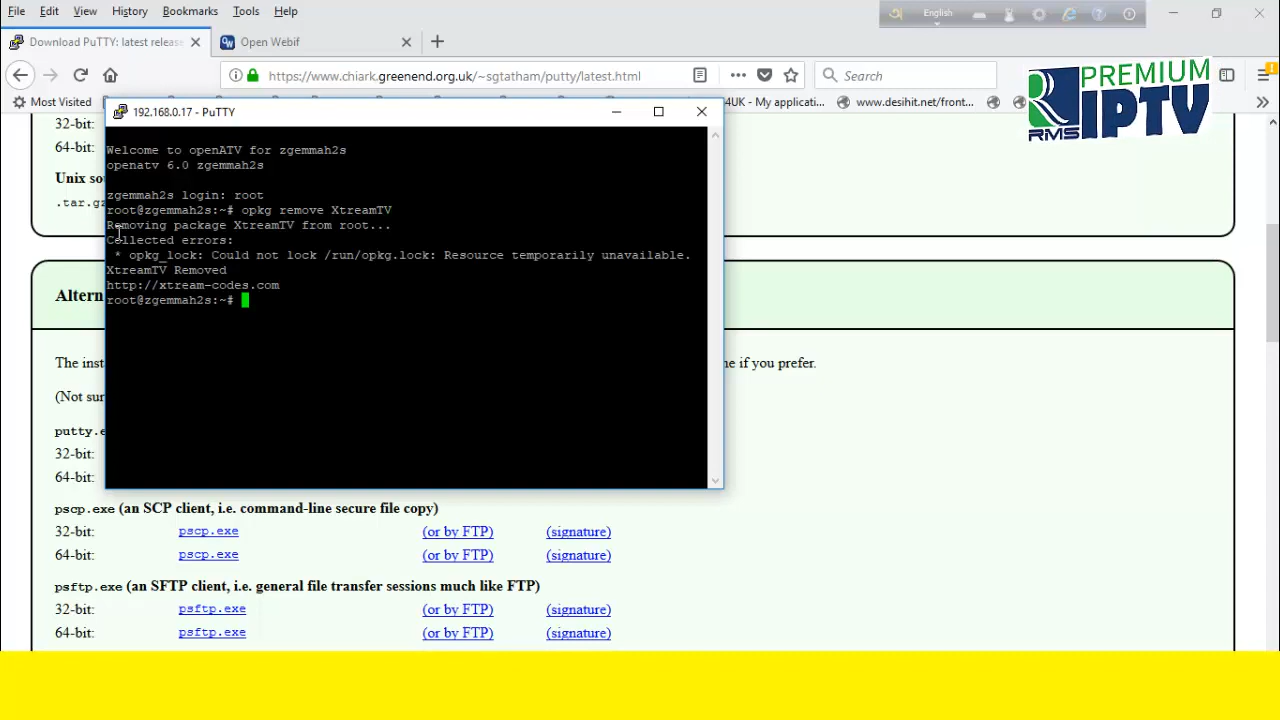 File Edit View History Bookmarks Tools Help
English
Download PuTTY: latest release
Open Webif
https://www.chiark.greenend.org.uk/~sgtatham/putty/latest.html
Search
Most Visited
4UK - My applicati...
www.desihit.net/front...
PREMIUM
IPTV
RMS
32-bit:
64-bit:
Unix so
.tar.g
192.168.0.17 - PuTTY
Welcome to openATV for zgemmah2s
openatv 6.0 zgemmah2s
zgemmah2s login: root
root@zgemmah2s:~# opkg remove XtreamTV
Removing package XtreamTV from root...
Collected errors:
* opkg_lock: Could not lock /run/opkg.lock: Resource temporarily unavailable.
XtreamTV Removed
http://xtream-codes.com
root@zgemmah2s:~#
Altern
The inst
ne if you prefer.
(Not sur
putty.e
32-bit:
64-bit:
pscp.exe (an SCP client, i.e. command-line secure file copy)
32-bit: pscp.exe (or by FTP) (signature)
64-bit: pscp.exe (or by FTP) (signature)
psftp.exe (an SFTP client, i.e. general file transfer sessions much like FTP)
32-bit: psftp.exe (or by FTP) (signature)
64-bit: psftp.exe (or by FTP) (signature)